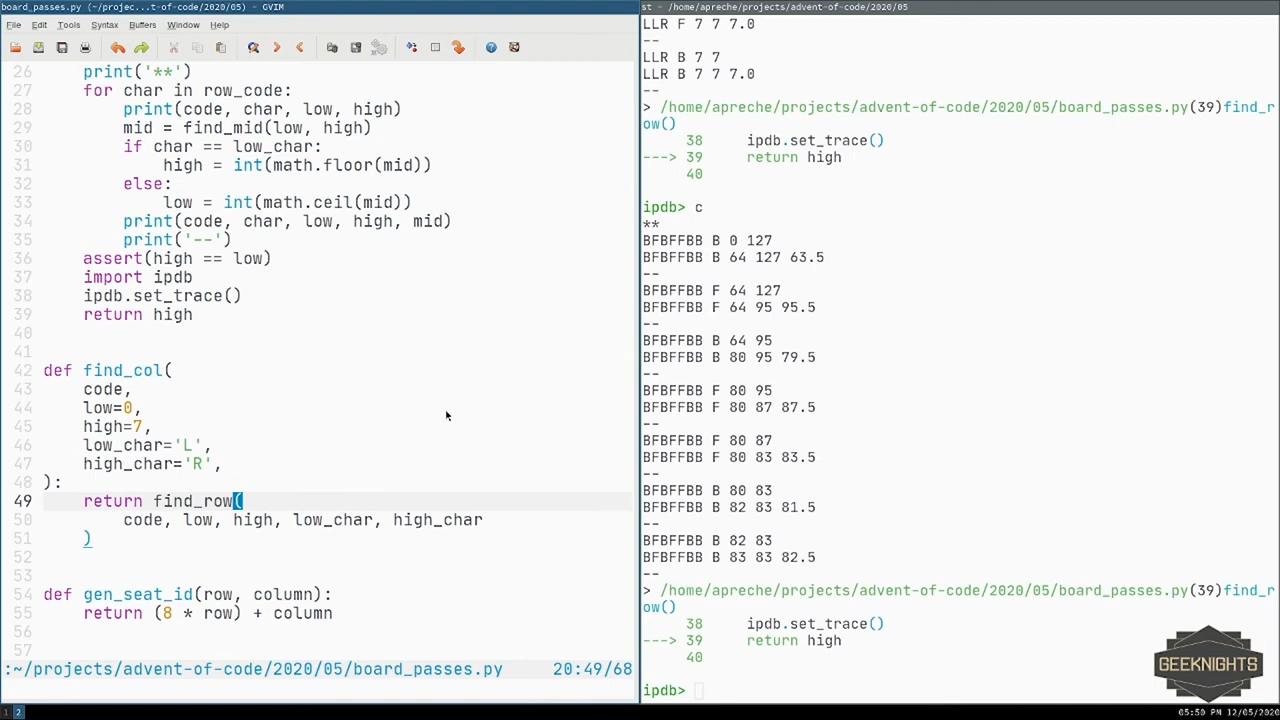 board_passes.py (~/projec...t-of-code/2020/05) - GVIM
File Edit Tools Syntax Buffers Window Help
26     print('**')
27     for char in row_code:
28         print(code, char, low, high)
29         mid = find_mid(low, high)
30         if char == low_char:
31             high = int(math.floor(mid))
32         else:
33             low = int(math.ceil(mid))
34         print(code, char, low, high, mid)
35         print('--')
36     assert(high == low)
37     import ipdb
38     ipdb.set_trace()
39     return high
40
41
42 def find_col(
43     code,
44     low=0,
45     high=7,
46     low_char='L',
47     high_char='R',
48 ):
49     return find_row(
50         code, low, high, low_char, high_char
51     )
52
53
54 def gen_seat_id(row, column):
55     return (8 * row) + column
56
57
:~/projects/advent-of-code/2020/05/board_passes.py 20:49/68
st - apreche/projects/advent-of-code/2020/05
LLR F 7 7 7.0
--
LLR B 7 7
LLR B 7 7 7.0
--
> /home/apreche/projects/advent-of-code/2020/05/board_passes.py(39)find_r
ow()
     38     ipdb.set_trace()
---> 39     return high
     40
ipdb> c
**
BFBFFBB B 0 127
BFBFFBB B 64 127 63.5
--
BFBFFBB F 64 127
BFBFFBB F 64 95 95.5
--
BFBFFBB B 64 95
BFBFFBB B 80 95 79.5
--
BFBFFBB F 80 95
BFBFFBB F 80 87 87.5
--
BFBFFBB F 80 87
BFBFFBB F 80 83 83.5
--
BFBFFBB B 80 83
BFBFFBB B 82 83 81.5
--
BFBFFBB B 82 83
BFBFFBB B 83 83 82.5
--
> /home/apreche/projects/advent-of-code/2020/05/board_passes.py(39)find_r
ow()
     38     ipdb.set_trace()
---> 39     return high
     40
ipdb>
GEEKNIGHTS
1 2
05:50 PM 12/05/2020